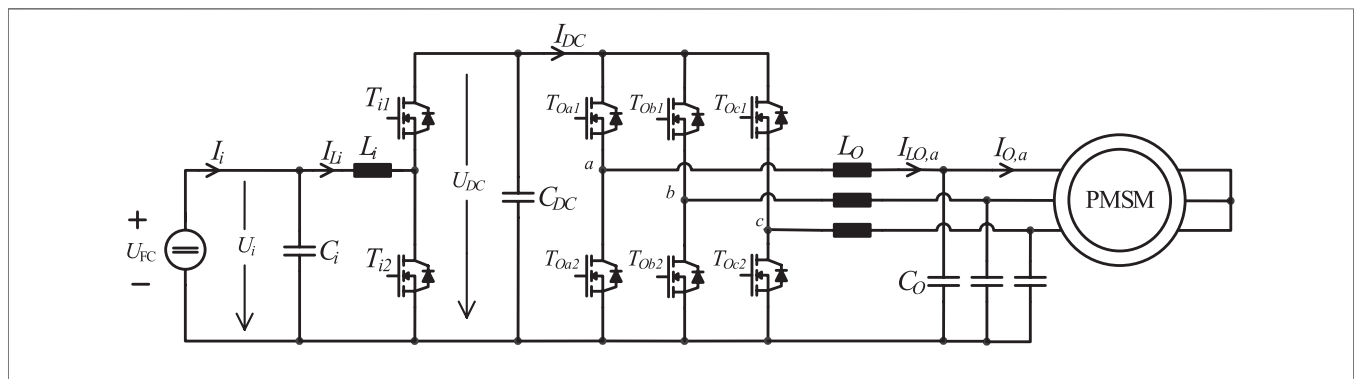 I_DC
T_i1
T_Oa1
T_Ob1
T_Oc1
I_i
I_Li
L_i
U_DC
C_DC
a
b
c
L_O
I_LO,a
I_O,a
PMSM
+
U_FC
−
U_i
C_i
T_i2
T_Oa2
T_Ob2
T_Oc2
C_O